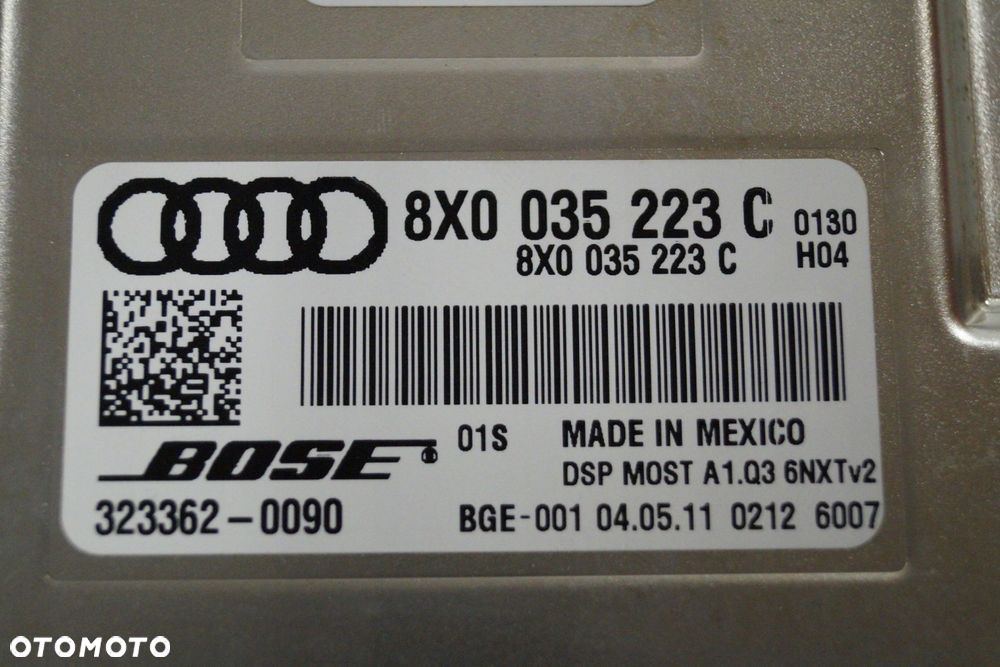 8X0 035 223 C 0130
8X0 035 223 C H04
BOSE® 01S MADE IN MEXICO
DSP MOST A1.Q3 6NXTv2
323362-0090 BGE-001 04.05.11 0212 6007
OTOMOTO